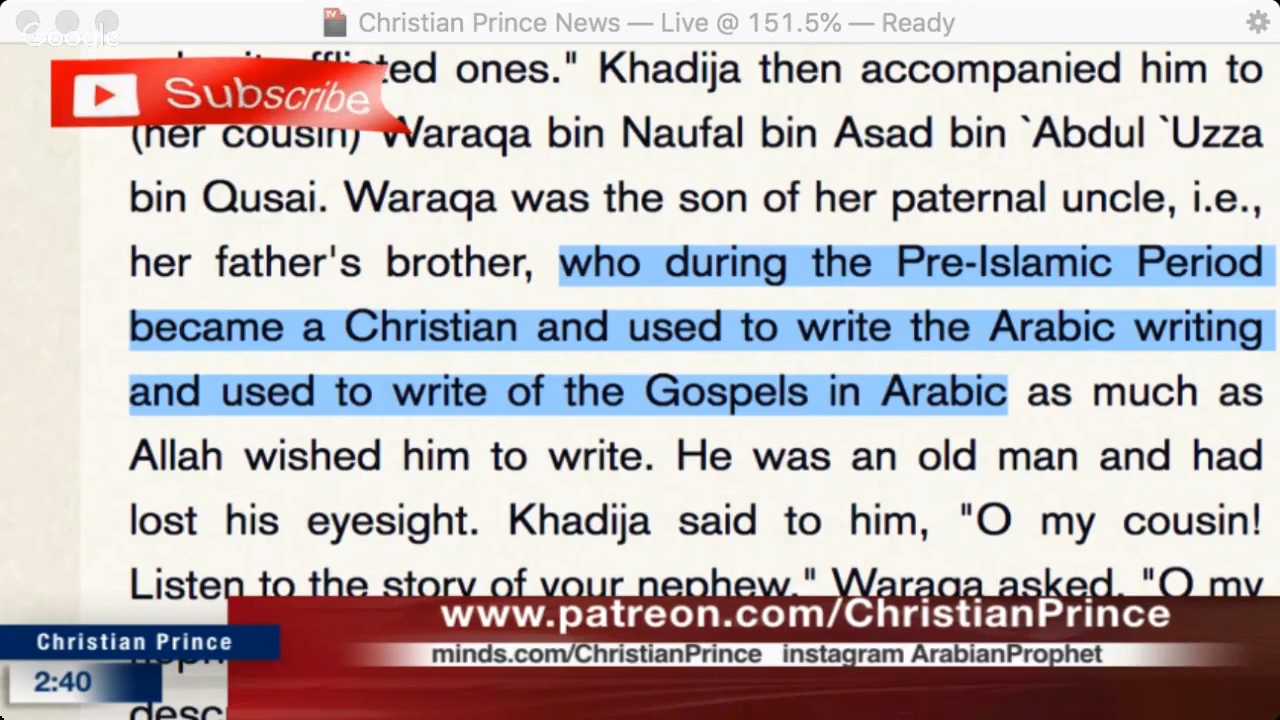 Christian Prince News — Live @ 151.5% — Ready
Google
TV
ted ones." Khadija then accompanied him to
Subscribe
(her cousin) Waraqa bin Naufal bin Asad bin `Abdul `Uzza
bin Qusai. Waraqa was the son of her paternal uncle, i.e.,
her father's brother, who during the Pre-Islamic Period
became a Christian and used to write the Arabic writing
and used to write of the Gospels in Arabic as much as
Allah wished him to write. He was an old man and had
lost his eyesight. Khadija said to him, "O my cousin!
Listen to the story of your nephew." Waraqa asked, "O my
www.patreon.com/ChristianPrince
Christian Prince
minds.com/ChristianPrince instagram ArabianProphet
2:40